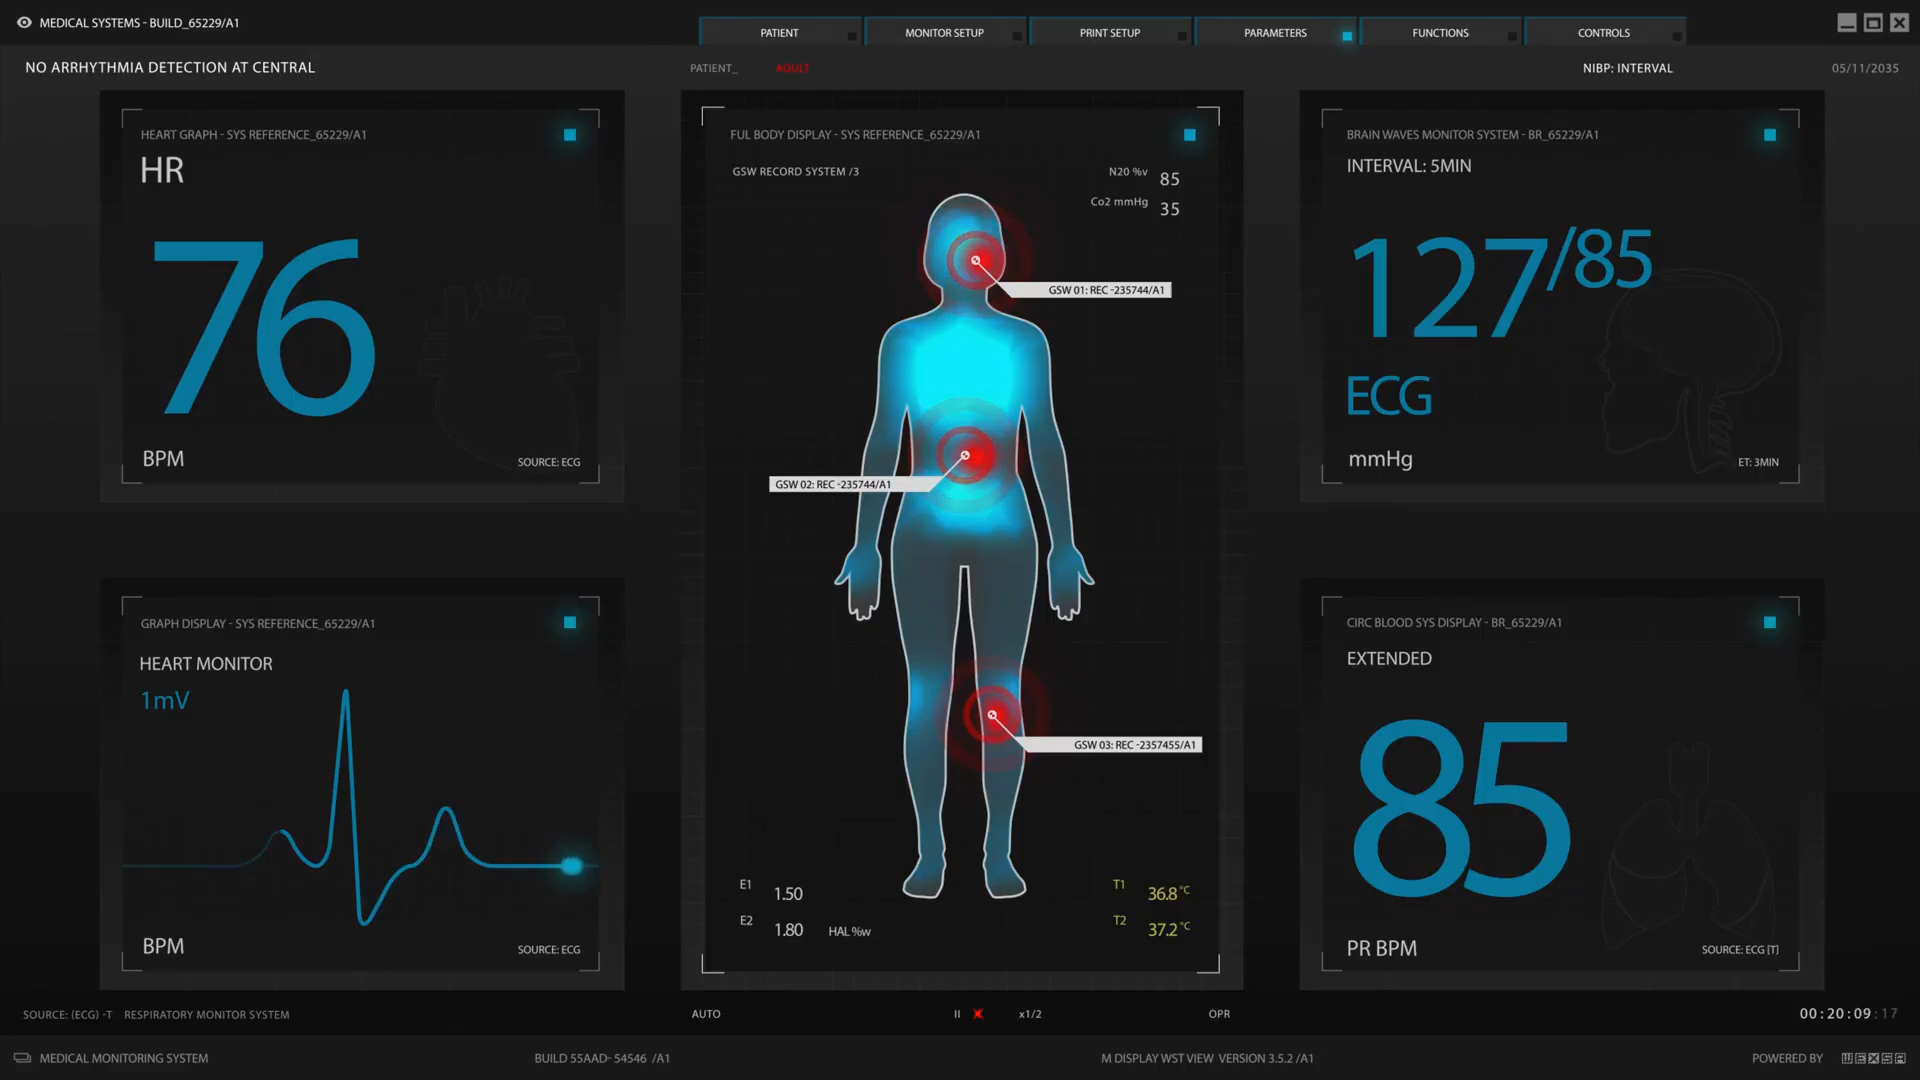 MEDICAL SYSTEMS - BUILD_65229/A1
PATIENT
MONITOR SETUP
PRINT SETUP
PARAMETERS
FUNCTIONS
CONTROLS
NO ARRHYTHMIA DETECTION AT CENTRAL
PATIENT_ ADULT
NIBP: INTERVAL
05/11/2035
HEART GRAPH - SYS REFERENCE_65229/A1
HR
76
BPM
SOURCE: ECG
FUL BODY DISPLAY - SYS REFERENCE_65229/A1
GSW RECORD SYSTEM /3
N20 %v 85
Co2 mmHg 35
GSW 01: REC -235744/A1
GSW 02: REC -235744/A1
GSW 03: REC -2357455/A1
E1 1.50
E2 1.80 HAL %w
T1 36.8 °C
T2 37.2 °C
BRAIN WAVES MONITOR SYSTEM - BR_65229/A1
INTERVAL: 5MIN
127/85
ECG
mmHg
ET: 3MIN
GRAPH DISPLAY - SYS REFERENCE_65229/A1
HEART MONITOR
1mV
BPM
SOURCE: ECG
CIRC BLOOD SYS DISPLAY - BR_65229/A1
EXTENDED
85
PR BPM
SOURCE: ECG [T]
SOURCE: (ECG) -T RESPIRATORY MONITOR SYSTEM
AUTO
II
x1/2
OPR
00:20:09:17
MEDICAL MONITORING SYSTEM
BUILD 55AAD- 54546 /A1
M DISPLAY WST VIEW VERSION 3.5.2 /A1
POWERED BY